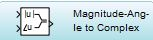 |u|
∠u
Magnitude-Ang-
le to Complex